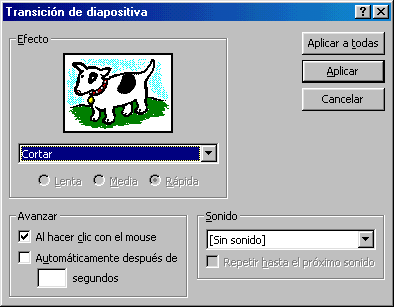 Transición de diapositiva
Efecto
Cortar
Lenta Media Rápida
Aplicar a todas
Aplicar
Cancelar
Avanzar
Al hacer clic con el mouse
Automáticamente después de
segundos
Sonido
[Sin sonido]
Repetir hasta el próximo sonido